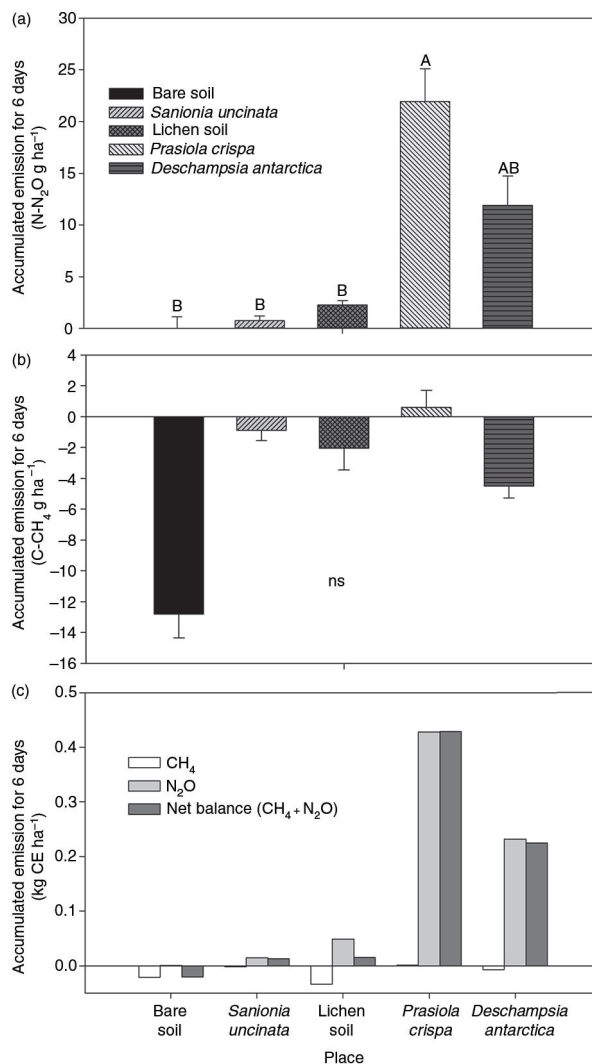 (a)
Accumulated emission for 6 days
(N-N₂O g ha⁻¹)
30
25
20
15
10
5
0
Bare soil
Sanionia uncinata
Lichen soil
Prasiola crispa
Deschampsia antarctica
B
B
B
A
AB
(b)
Accumulated emission for 6 days
(C-CH₄ g ha⁻¹)
4
2
0
−2
−4
−6
−8
−10
−12
−14
−16
ns
(c)
Accumulated emission for 6 days
(kg CE ha⁻¹)
0.5
0.4
0.3
0.2
0.1
0.0
CH₄
N₂O
Net balance (CH₄ + N₂O)
Bare
soil
Sanionia
uncinata
Lichen
soil
Prasiola
crispa
Deschampsia
antarctica
Place